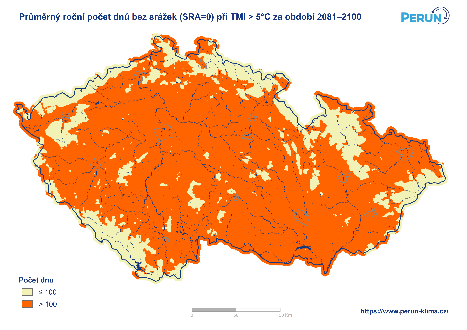 Průměrný roční počet dnů bez srážek (SRA=0) při TMI > 5°C za období 2081–2100
PERUN
Počet dnů
≤ 100
> 100
https://www.perun-klima.cz/